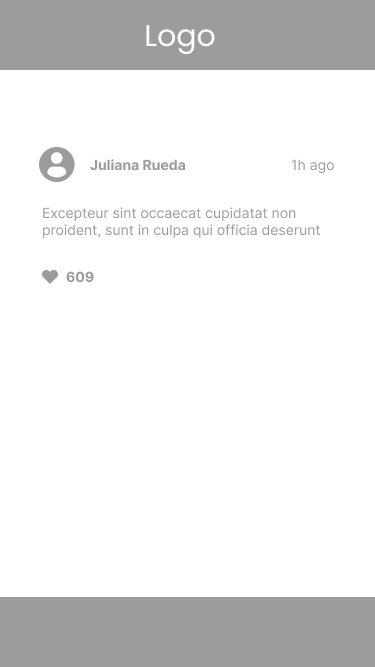 Logo
Juliana Rueda 1h ago
Excepteur sint occaecat cupidatat non
proident, sunt in culpa qui officia deserunt
609